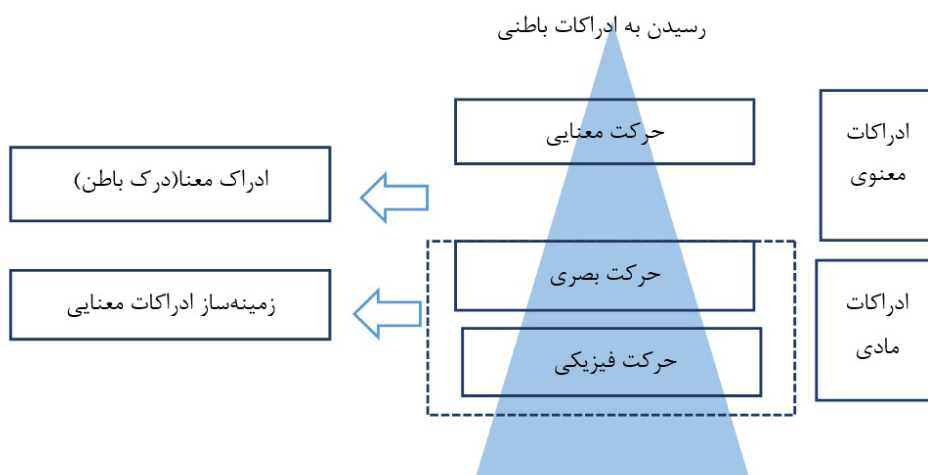 رسیدن به ادراکات باطنی
ادراکات
معنوی
حرکت معنایی
ادراک معنا(درک باطن)
ادراکات
مادی
حرکت بصری
زمینه‌ساز ادراکات معنایی
حرکت فیزیکی